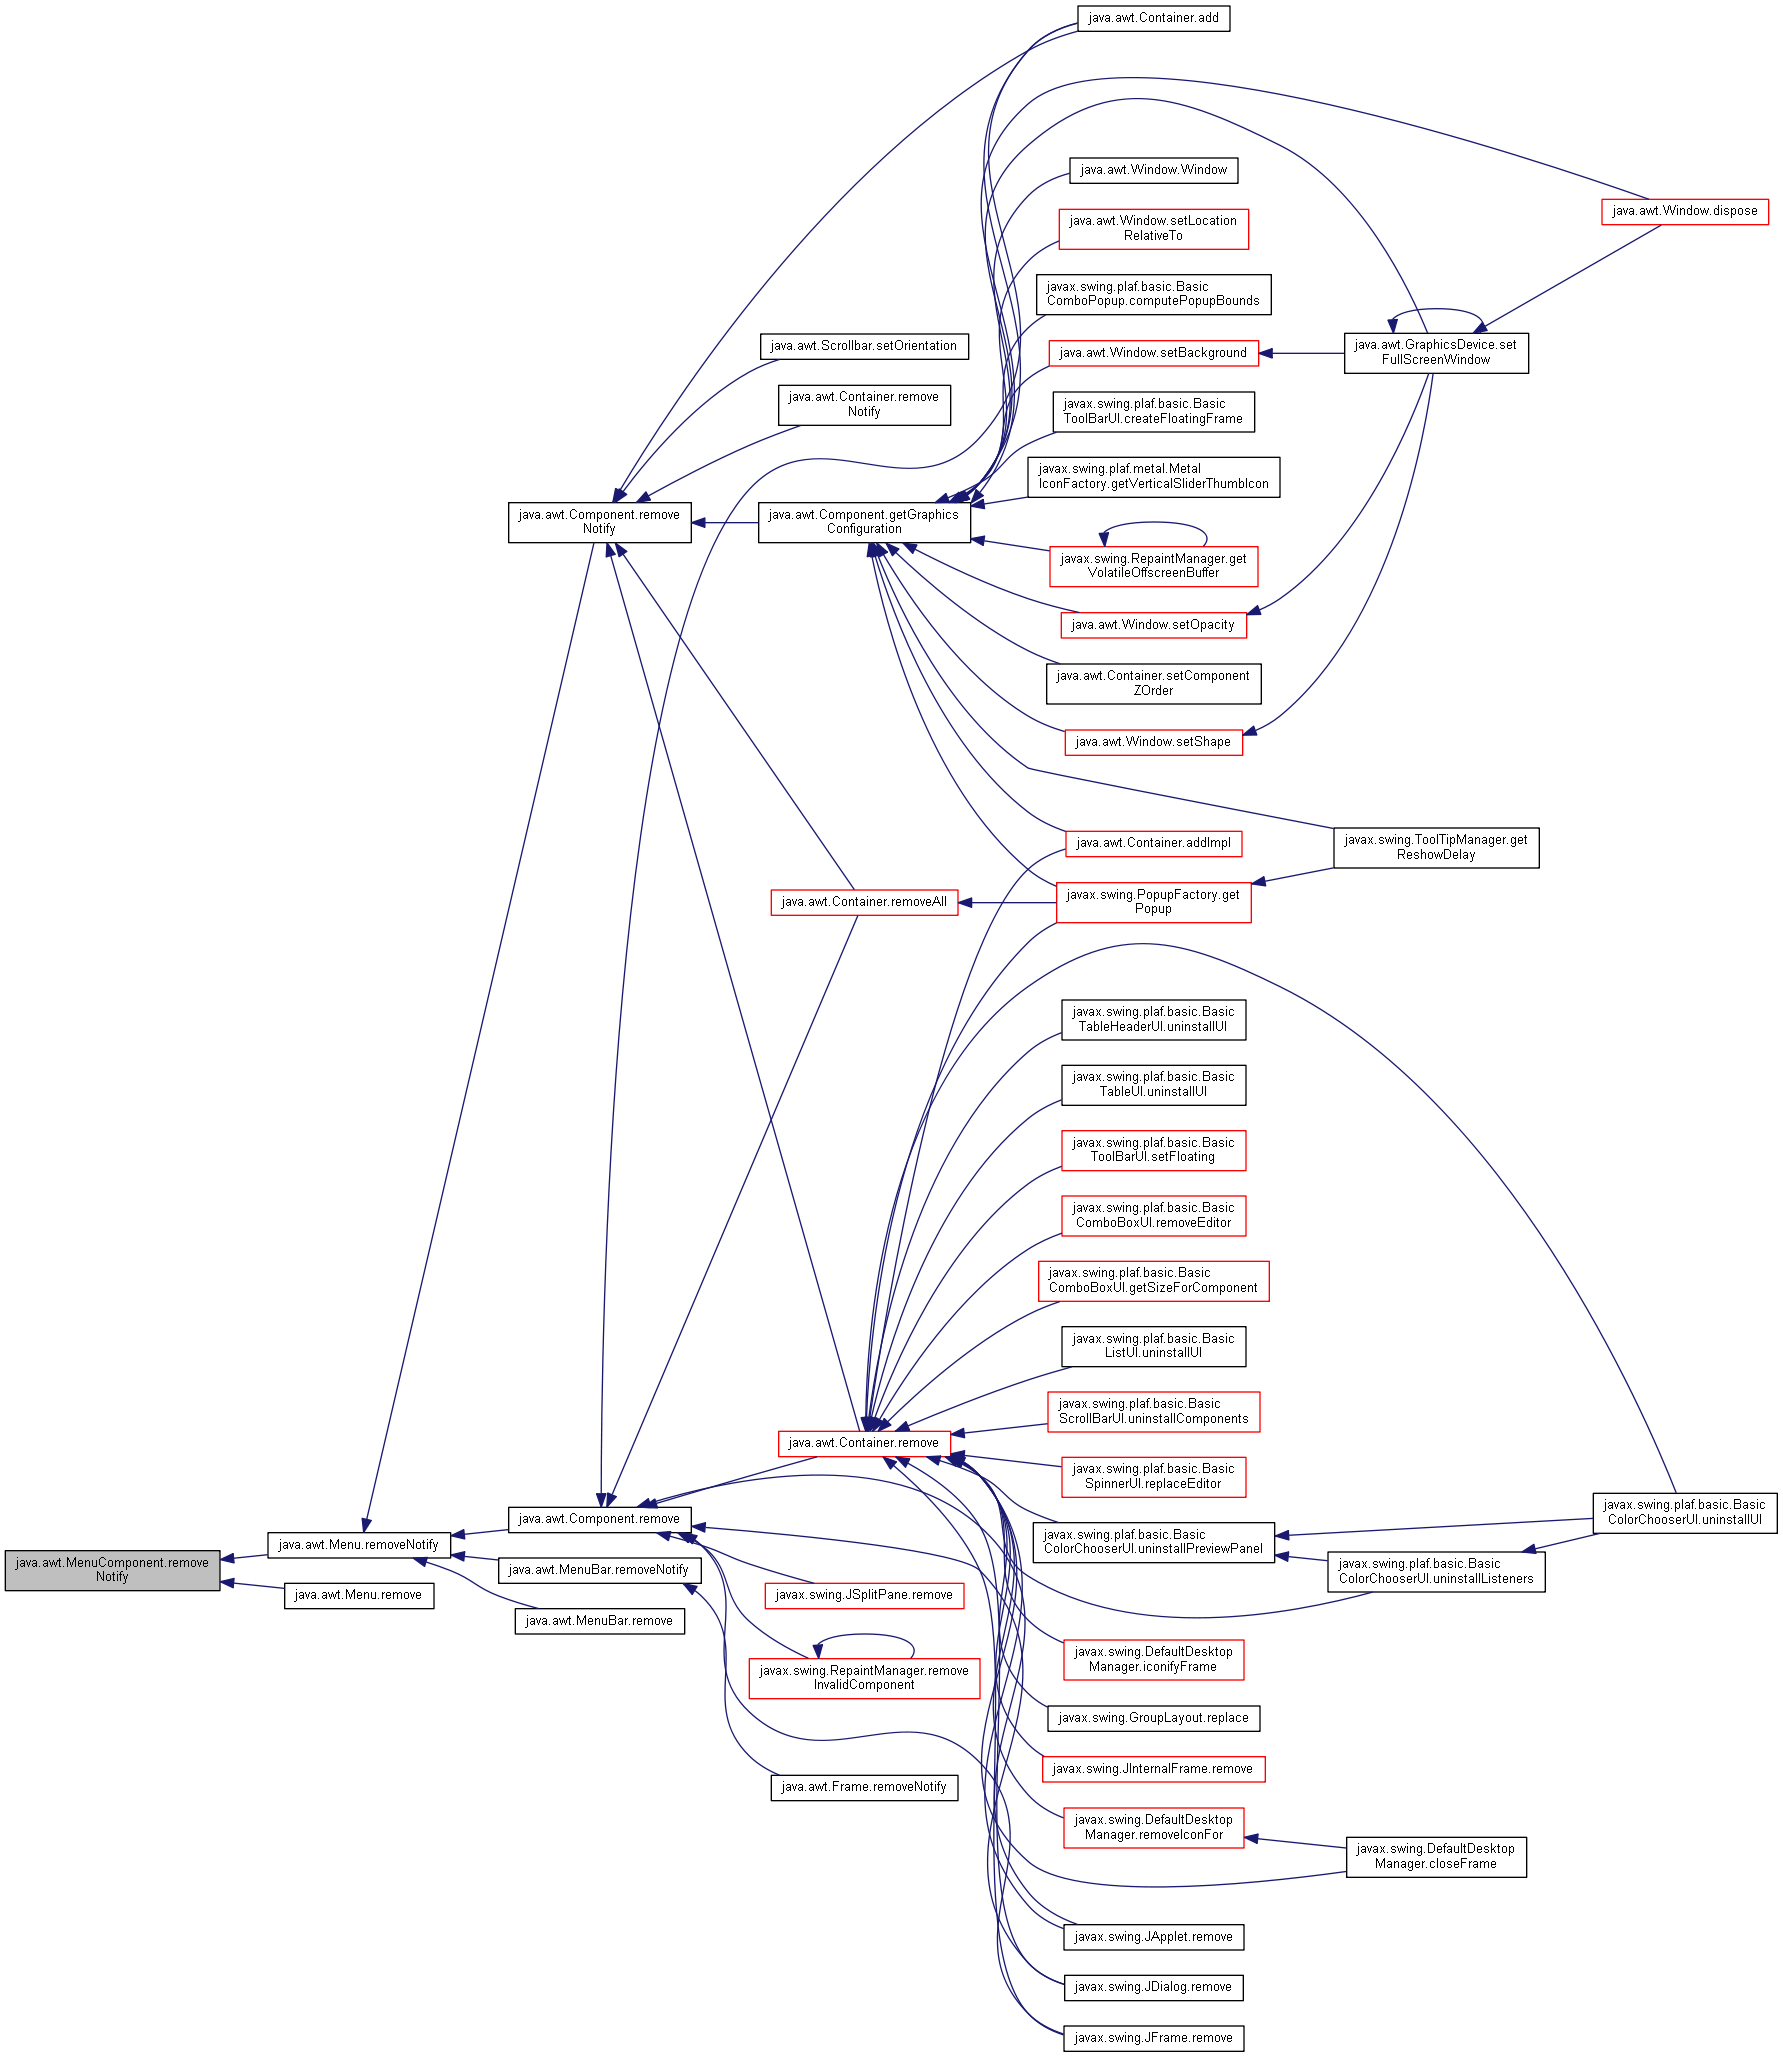 java.awt.Container.add
java.awt.Window.Window
java.awt.Window.dispose
java.awt.Window.setLocation
RelativeTo
javax.swing.plaf.basic.Basic
ComboPopup.computePopupBounds
java.awt.Scrollbar.setOrientation
java.awt.Window.setBackground
java.awt.GraphicsDevice.set
FullScreenWindow
java.awt.Container.remove
Notify
javax.swing.plaf.basic.Basic
ToolBarUI.createFloatingFrame
javax.swing.plaf.metal.Metal
IconFactory.getVerticalSliderThumbIcon
java.awt.Component.remove
Notify
java.awt.Component.getGraphics
Configuration
javax.swing.RepaintManager.get
VolatileOffscreenBuffer
java.awt.Window.setOpacity
java.awt.Container.setComponent
ZOrder
java.awt.Window.setShape
java.awt.Container.addImpl
javax.swing.ToolTipManager.get
ReshowDelay
java.awt.Container.removeAll
javax.swing.PopupFactory.get
Popup
javax.swing.plaf.basic.Basic
TableHeaderUI.uninstallUI
javax.swing.plaf.basic.Basic
TableUI.uninstallUI
javax.swing.plaf.basic.Basic
ToolBarUI.setFloating
javax.swing.plaf.basic.Basic
ComboBoxUI.removeEditor
javax.swing.plaf.basic.Basic
ComboBoxUI.getSizeForComponent
javax.swing.plaf.basic.Basic
ListUI.uninstallUI
javax.swing.plaf.basic.Basic
ScrollBarUI.uninstallComponents
java.awt.Container.remove
javax.swing.plaf.basic.Basic
SpinnerUI.replaceEditor
javax.swing.plaf.basic.Basic
ColorChooserUI.uninstallUI
java.awt.Component.remove
javax.swing.plaf.basic.Basic
ColorChooserUI.uninstallPreviewPanel
java.awt.Menu.removeNotify
java.awt.MenuComponent.remove
Notify
java.awt.MenuBar.removeNotify
javax.swing.plaf.basic.Basic
ColorChooserUI.uninstallListeners
java.awt.Menu.remove
javax.swing.JSplitPane.remove
java.awt.MenuBar.remove
javax.swing.DefaultDesktop
Manager.iconifyFrame
javax.swing.RepaintManager.remove
InvalidComponent
javax.swing.GroupLayout.replace
javax.swing.JInternalFrame.remove
java.awt.Frame.removeNotify
javax.swing.DefaultDesktop
Manager.removeIconFor
javax.swing.DefaultDesktop
Manager.closeFrame
javax.swing.JApplet.remove
javax.swing.JDialog.remove
javax.swing.JFrame.remove